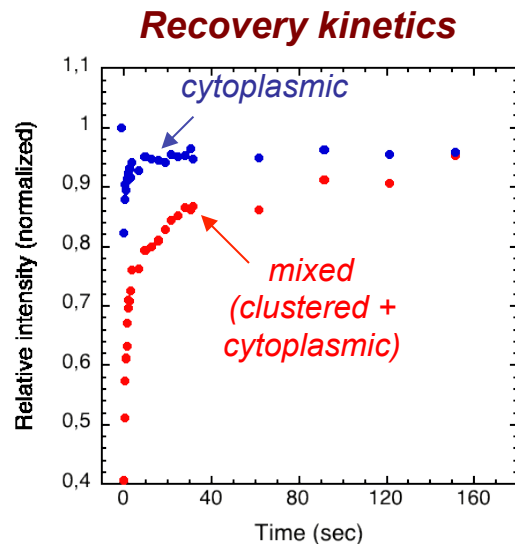 Recovery kinetics
1,1
cytoplasmic
1
0,9
0,8
mixed
(clustered +
cytoplasmic)
0,7
0,6
0,5
0,4
Relative intensity (normalized)
0
40
80
120
160
Time (sec)